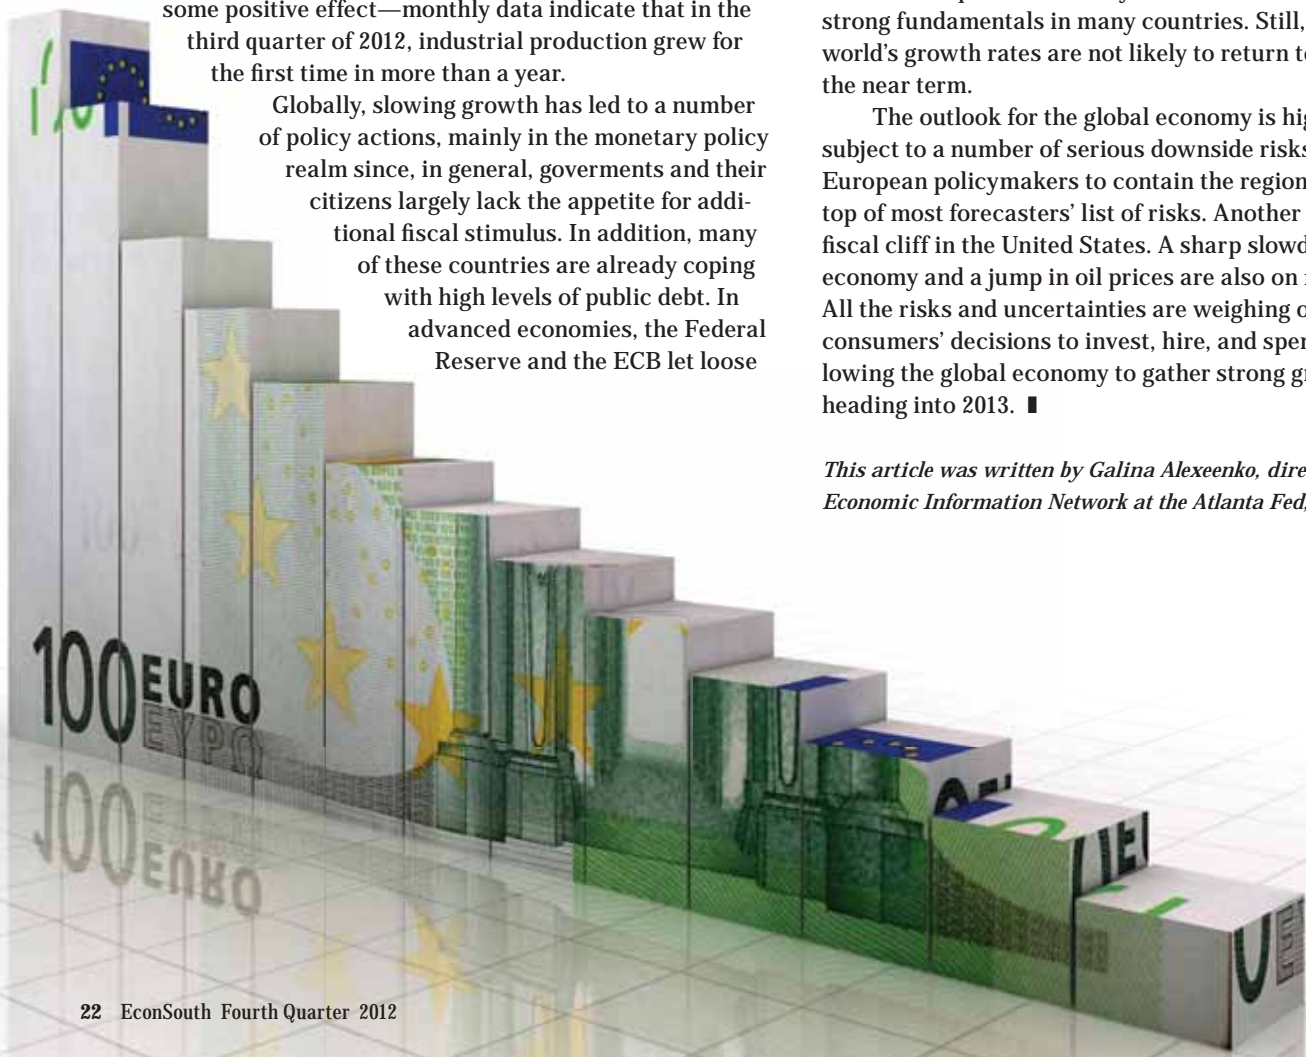 some positive effect—monthly data indicate that in the
third quarter of 2012, industrial production grew for
the first time in more than a year.
Globally, slowing growth has led to a number
of policy actions, mainly in the monetary policy
realm since, in general, goverments and their
citizens largely lack the appetite for addi-
tional fiscal stimulus. In addition, many
of these countries are already coping
with high levels of public debt. In
advanced economies, the Federal
Reserve and the ECB let loose
strong fundamentals in many countries. Still,
world’s growth rates are not likely to return
the near term.
The outlook for the global economy is
subject to a number of serious downside risks
European policymakers to contain the region
top of most forecasters’ list of risks. Another
fiscal cliff in the United States. A sharp
economy and a jump in oil prices are also on
All the risks and uncertainties are weighing
consumers’ decisions to invest, hire, and
lowing the global economy to gather strong
heading into 2013.
This article was written by Galina Alexeenko,
Economic Information Network at the Atlanta Fed,
100 EURO
ΕΥΡΩ
22 EconSouth Fourth Quarter 2012